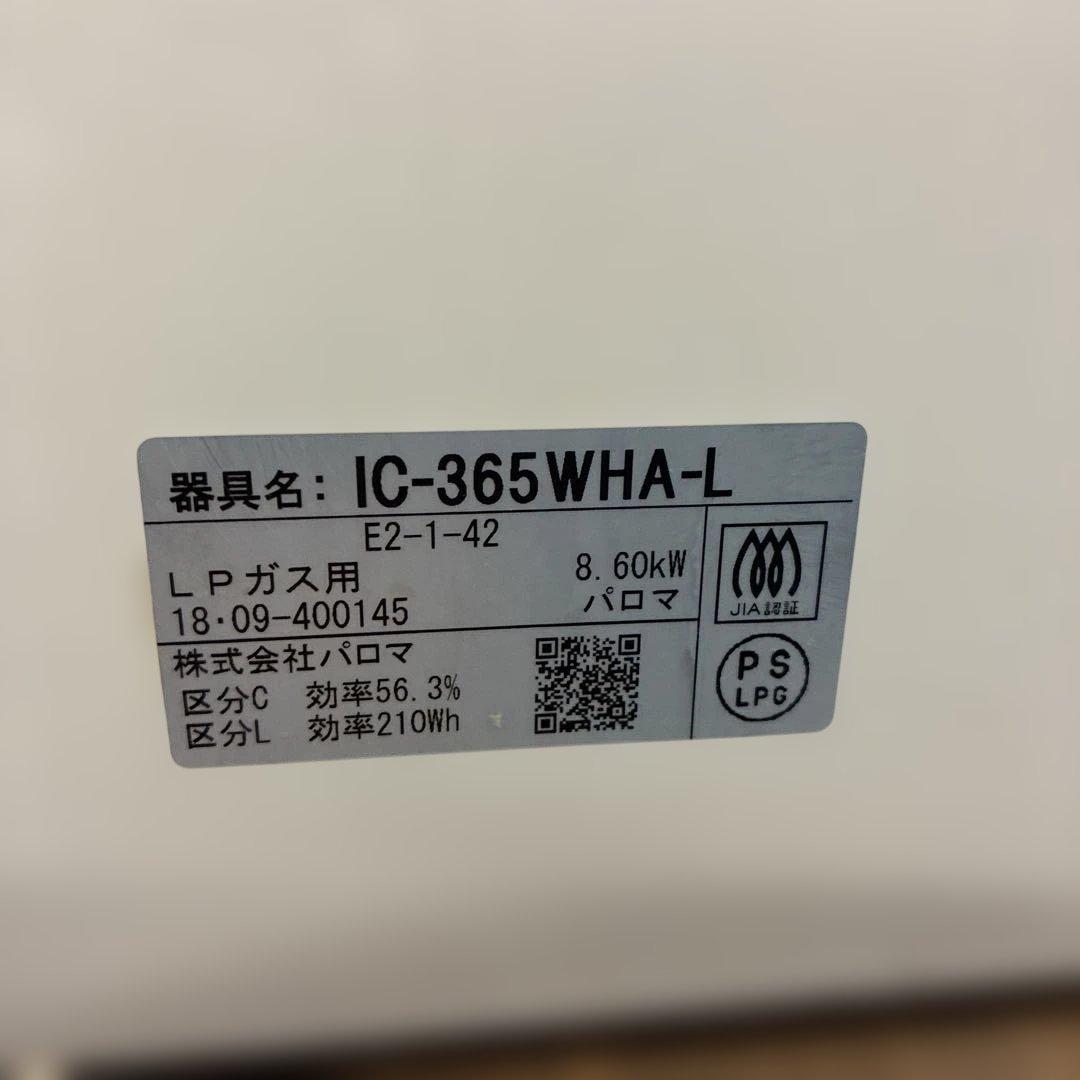 器具名: IC-365WHA-L
E2-1-42
LPガス用 8.60kW
18・09-400145 パロマ
株式会社パロマ
区分C 効率56.3%
区分L 効率210Wh
JIA認証
PS
LPG